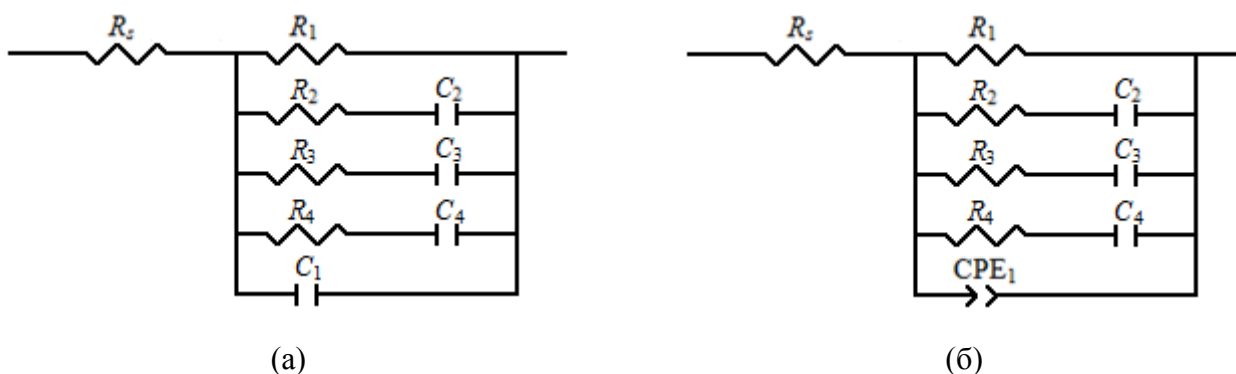 Rs R1
R2 C2
R3 C3
R4 C4
C1
(а)
Rs R1
R2 C2
R3 C3
R4 C4
CPE1
(б)